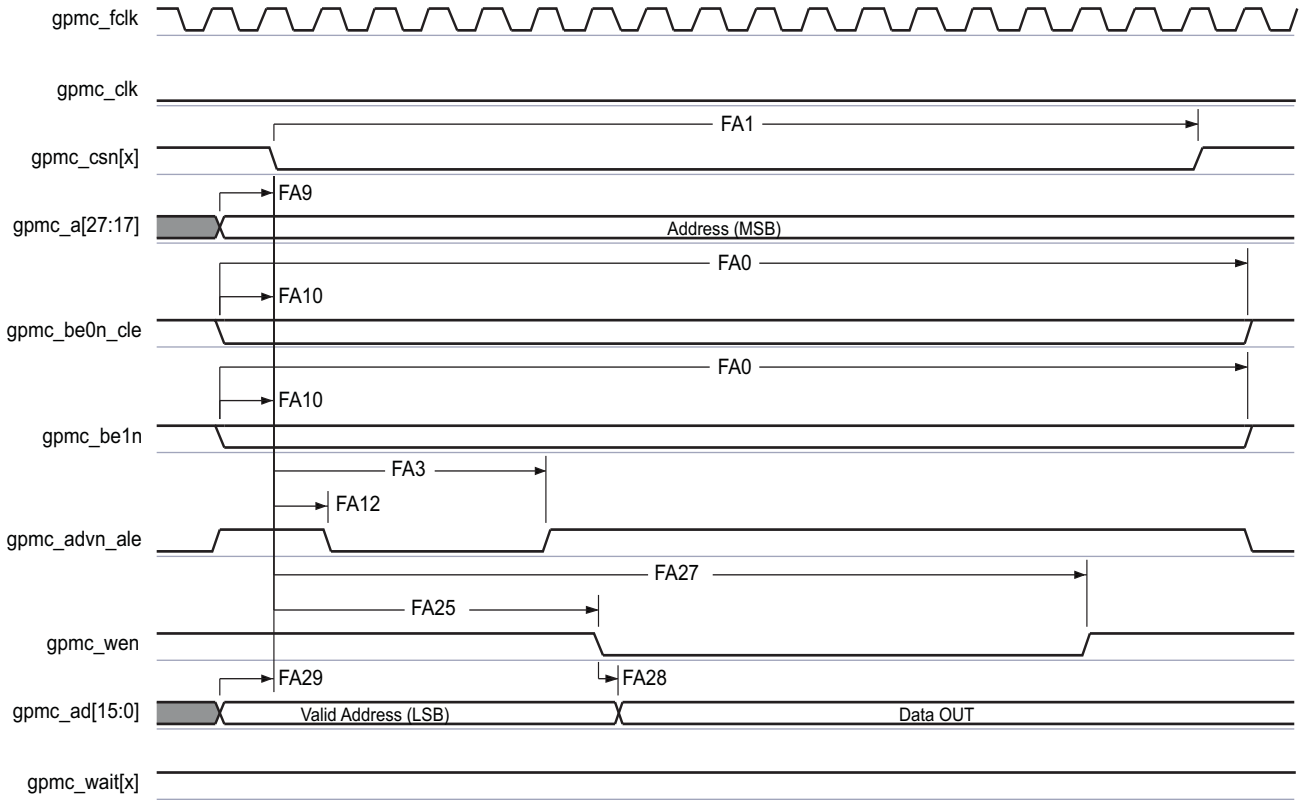 gpmc_fclk
gpmc_clk
FA1
gpmc_csn[x]
FA9
gpmc_a[27:17]
Address (MSB)
FA0
FA10
gpmc_be0n_cle
FA0
FA10
gpmc_be1n
FA3
FA12
gpmc_advn_ale
FA27
FA25
gpmc_wen
FA29
FA28
gpmc_ad[15:0]
Valid Address (LSB)
Data OUT
gpmc_wait[x]